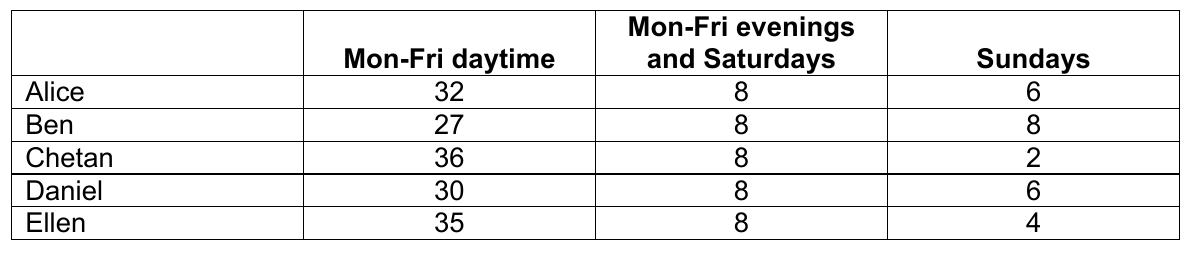 Mon-Fri daytime Mon-Fri evenings and Saturdays Sundays
Alice 32 8 6
Ben 27 8 8
Chetan 36 8 2
Daniel 30 8 6
Ellen 35 8 4